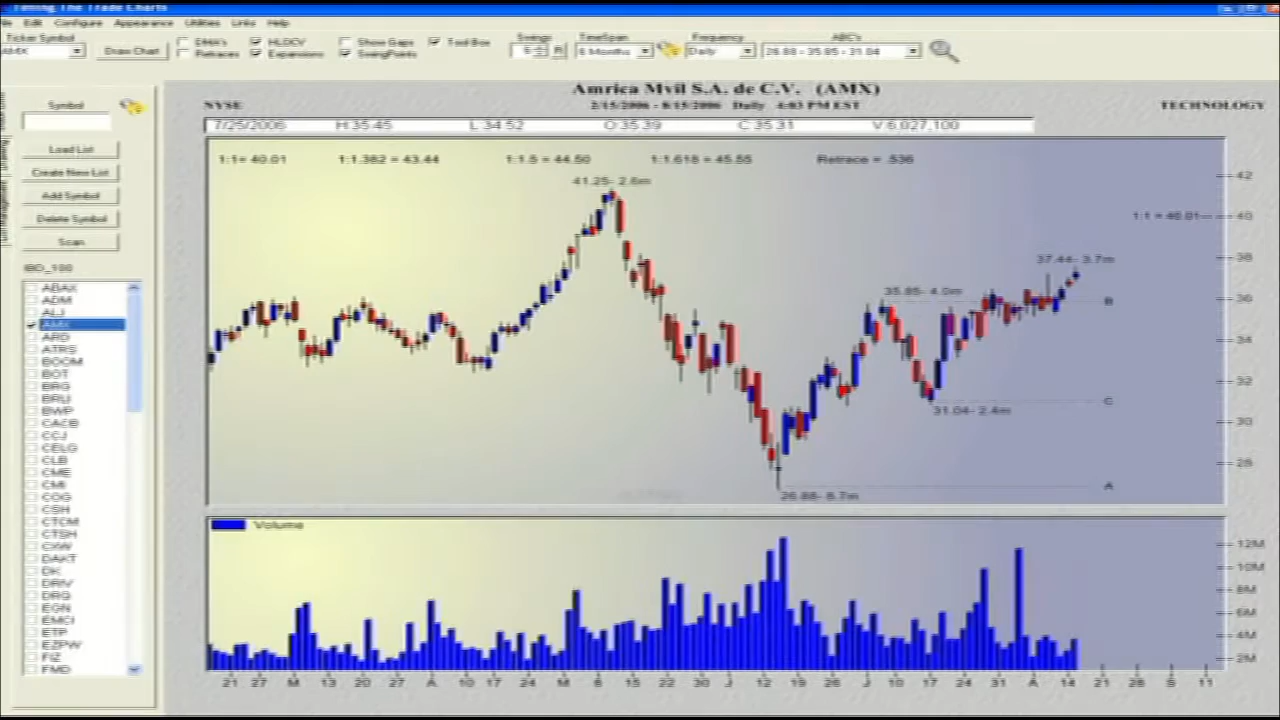 Timing The Trade Charts
Edit Configure Appearance Utilities Links Help
Ticker Symbol
AMX
Draw Chart
DMA's
Retraces
HLOCV
Expansions
Show Gaps
SwingPoints
Tool Box
Swings
TimeSpan
6 Months
Frequency
Daily
ABC's
26.88 - 35.85 - 31.04
Symbol
Load List
Create New List
Add Symbol
Delete Symbol
Scan
IBD_100
ABAX
ADM
ALJ
AMX
ARD
ATRS
BOOM
BOT
BRG
BRLI
BWP
CACB
CCJ
CELG
CLB
CME
CMI
COG
CSH
CTCM
CTSH
CXW
DAKT
DK
DRIV
DRQ
EGN
EMCI
ETP
EZPW
FIZ
FMD
Amrica Mvil S.A. de C.V. (AMX)
NYSE
2/15/2006 - 8/15/2006 Daily 4:03 PM EST
TECHNOLOGY
7/25/2006 H:35.45 L:34.52 O:35.39 C:35.31 V:6,027,100
1:1= 40.01 1:1.382 = 43.44 1:1.5 = 44.50 1:1.618 = 45.55 Retrace = .536
41.25- 2.8m
1:1 = 40.01
37.44- 3.7m
35.85- 4.0m
B
C
31.04- 2.4m
A
26.88- 6.7m
42
40
38
36
34
32
30
28
Volume
12M
10M
8M
6M
4M
2M
21 27 M 13 20 27 A 10 17 24 M 8 15 22 30 J 12 19 26 J 10 17 24 31 A 14 21 28 S 11